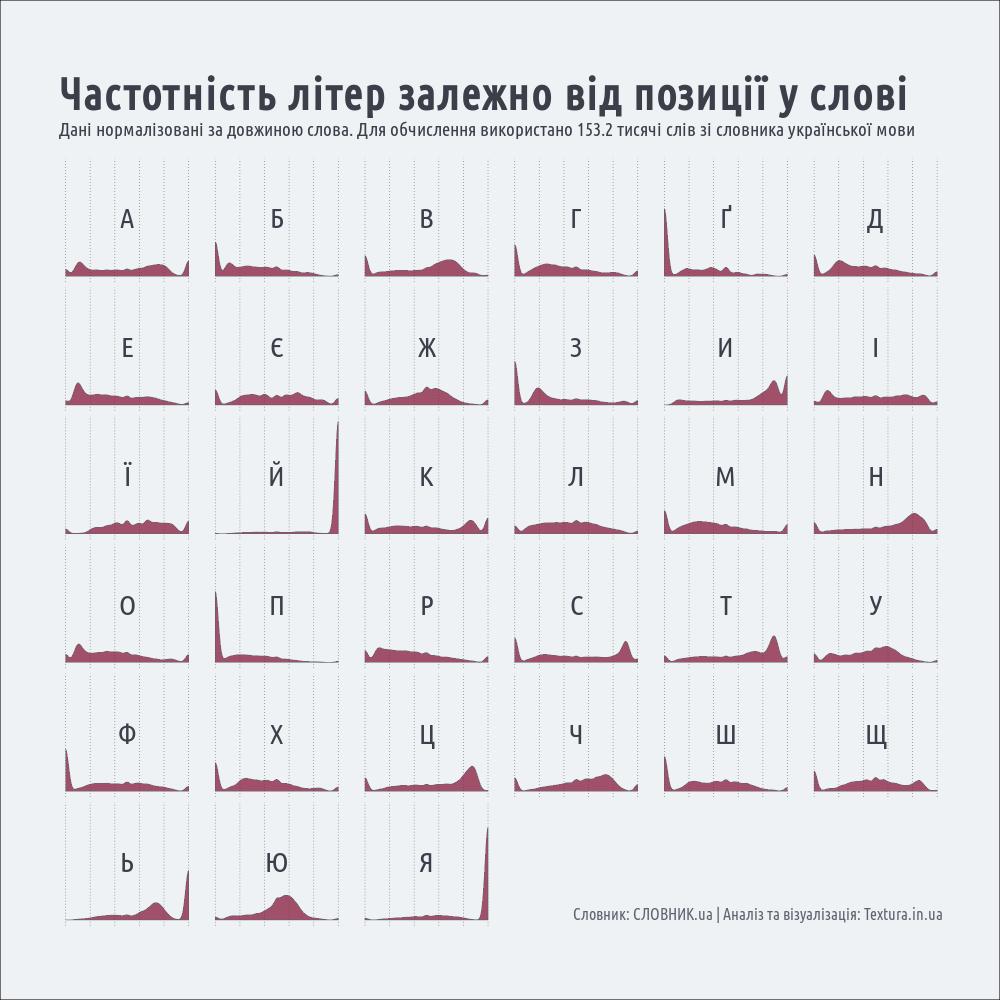 Частотність літер залежно від позиції у слові
Дані нормалізовані за довжиною слова. Для обчислення використано 153.2 тисячі слів зі словника української мови
А Б В Г Ґ Д
Е Є Ж З И І
Ї Й К Л М Н
О П Р С Т У
Ф Х Ц Ч Ш Щ
Ь Ю Я
Словник: СЛОВНИК.ua | Аналіз та візуалізація: Textura.in.ua